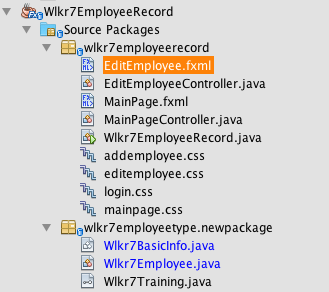 Wlkr7EmployeeRecord
Source Packages
wlkr7employeerecord
EditEmployee.fxml
EditEmployeeController.java
MainPage.fxml
MainPageController.java
Wlkr7EmployeeRecord.java
addemployee.css
editemployee.css
login.css
mainpage.css
wlkr7employeetype.newpackage
Wlkr7BasicInfo.java
Wlkr7Employee.java
Wlkr7Training.java